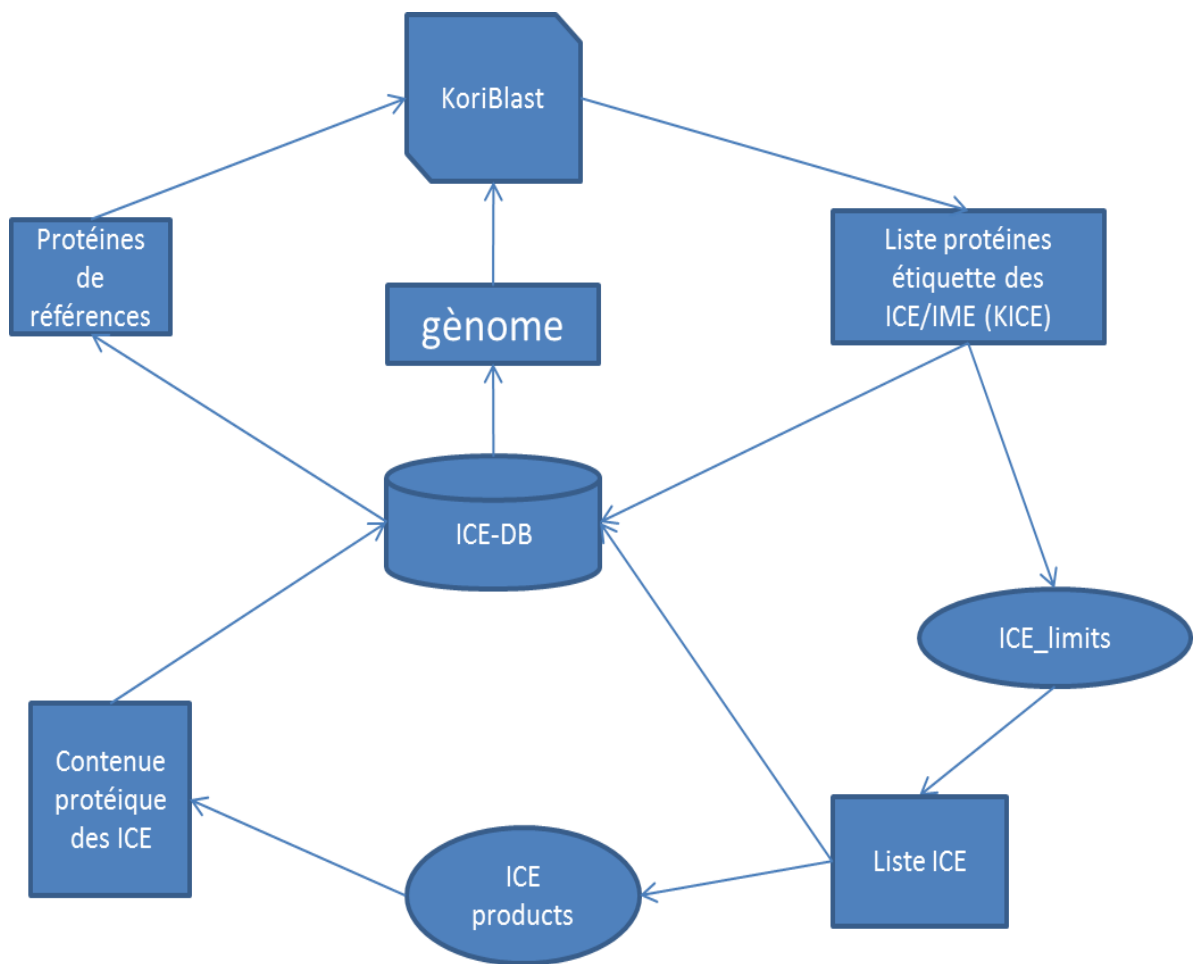 KoriBlast
Protéines
de
références
Liste protéines
étiquette des
ICE/IME (KICE)
gènome
ICE-DB
ICE_limits
Contenue
protéique
des ICE
Liste ICE
ICE
products